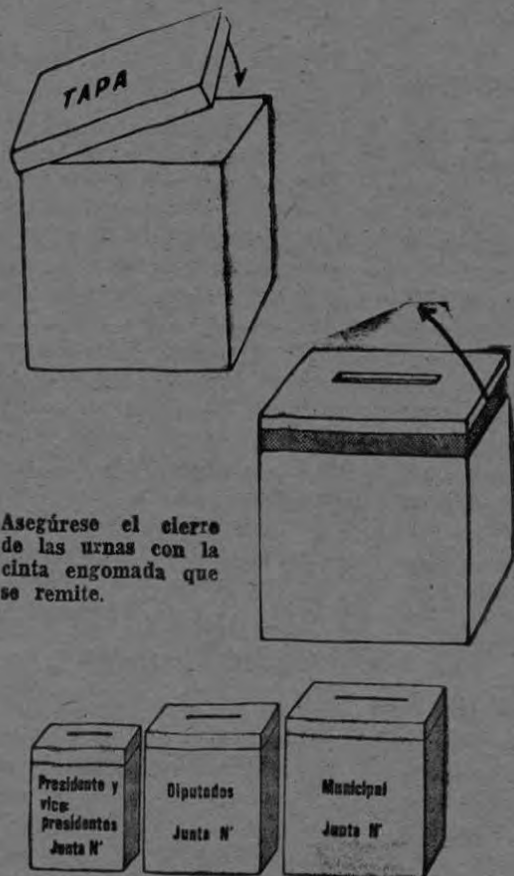 TAPA
Asegúrese el cierre
de las urnas con la
cinta engomada que
se remite.
Presidente y
vice
presidentes
Junta N'
Diputados
Junta N'
Municipal
Junta N'